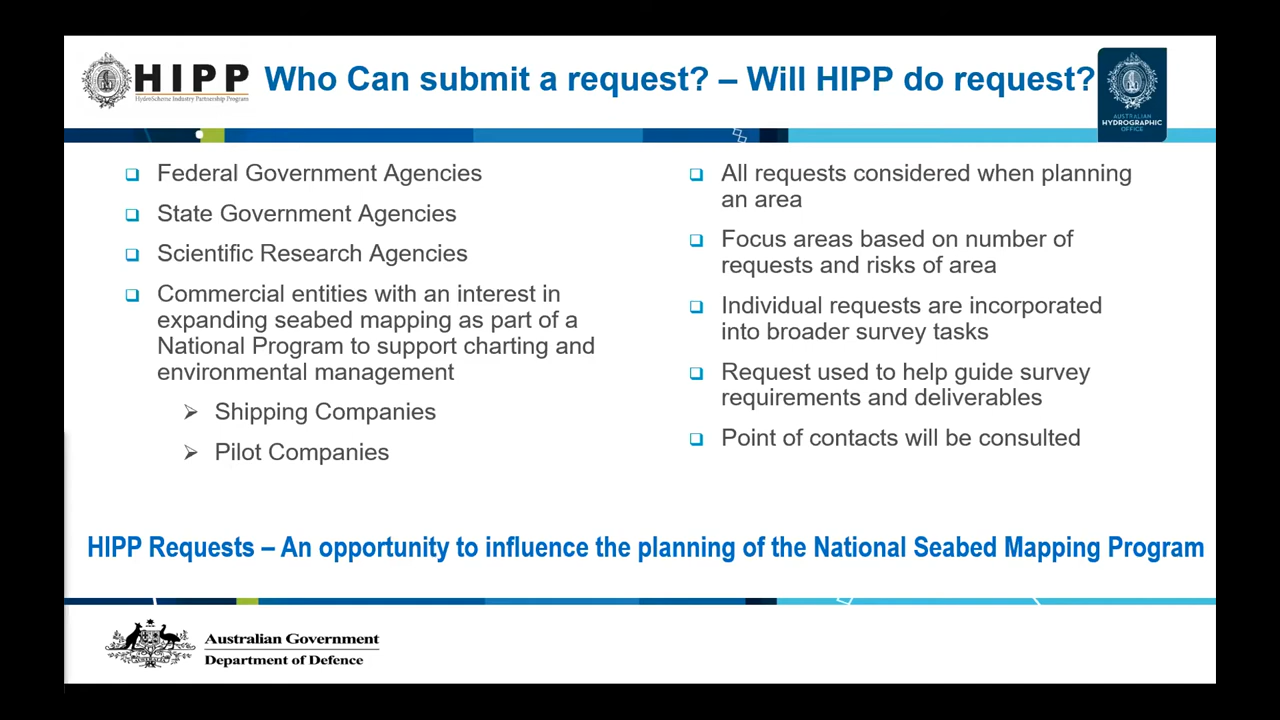 HIPP
HydroScheme Industry Partnership Program
Who Can submit a request? – Will HIPP do request?
AUSTRALIAN
HYDROGRAPHIC
OFFICE
Federal Government Agencies
State Government Agencies
Scientific Research Agencies
Commercial entities with an interest in
expanding seabed mapping as part of a
National Program to support charting and
environmental management
Shipping Companies
Pilot Companies
All requests considered when planning
an area
Focus areas based on number of
requests and risks of area
Individual requests are incorporated
into broader survey tasks
Request used to help guide survey
requirements and deliverables
Point of contacts will be consulted
HIPP Requests – An opportunity to influence the planning of the National Seabed Mapping Program
Australian Government
Department of Defence